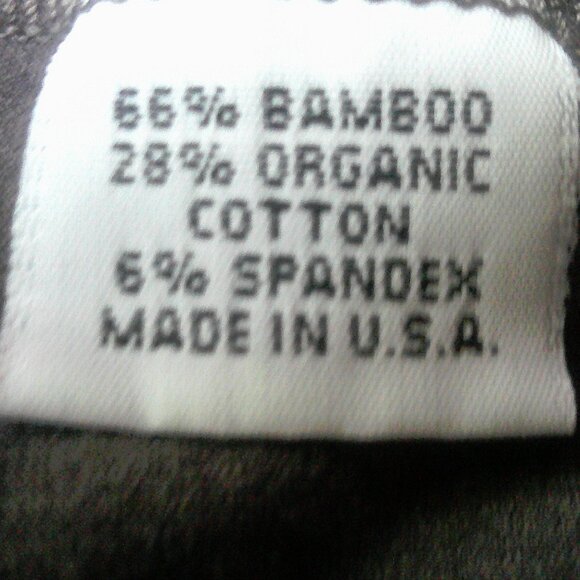 66% BAMBOO
28% ORGANIC
COTTON
6% SPANDEX
MADE IN U.S.A.